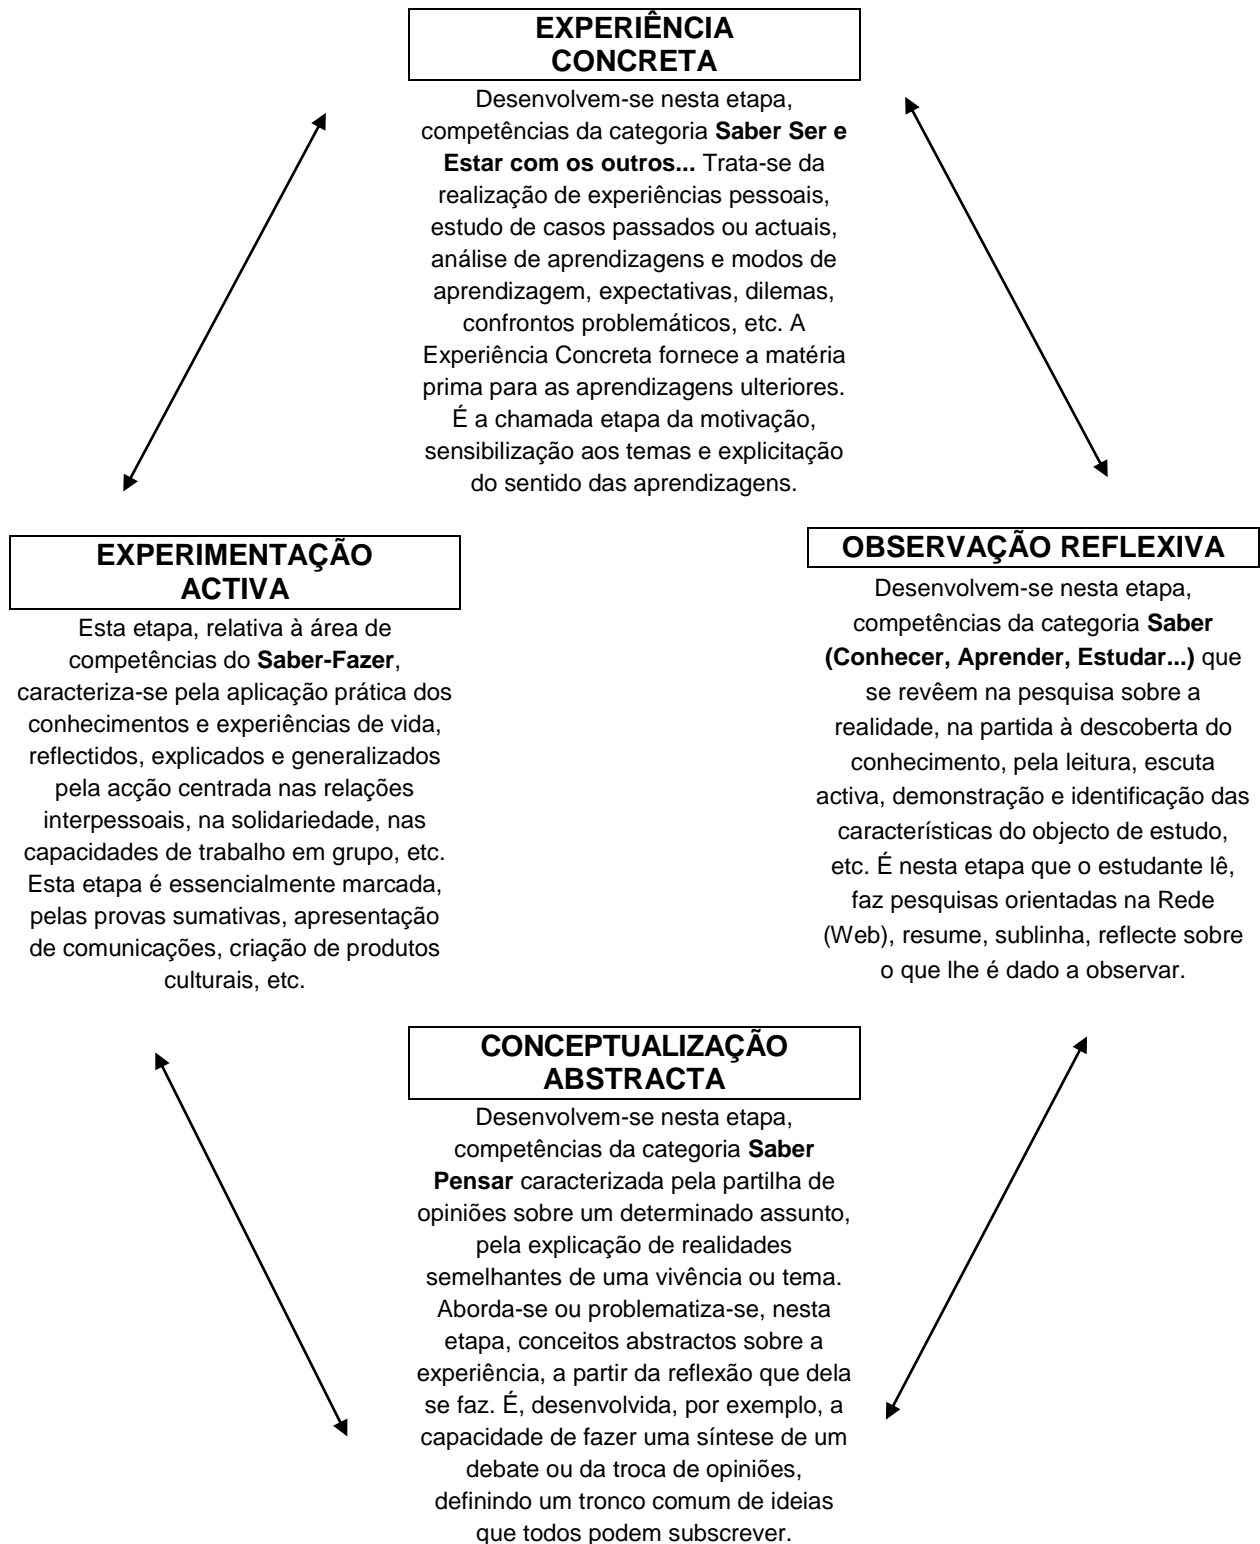 EXPERIÊNCIA
CONCRETA
Desenvolvem-se nesta etapa,
competências da categoria Saber Ser e
Estar com os outros... Trata-se da
realização de experiências pessoais,
estudo de casos passados ou actuais,
análise de aprendizagens e modos de
aprendizagem, expectativas, dilemas,
confrontos problemáticos, etc. A
Experiência Concreta fornece a matéria
prima para as aprendizagens ulteriores.
É a chamada etapa da motivação,
sensibilização aos temas e explicitação
do sentido das aprendizagens.
EXPERIMENTAÇÃO
ACTIVA
Esta etapa, relativa à área de
competências do Saber-Fazer,
caracteriza-se pela aplicação prática dos
conhecimentos e experiências de vida,
reflectidos, explicados e generalizados
pela acção centrada nas relações
interpessoais, na solidariedade, nas
capacidades de trabalho em grupo, etc.
Esta etapa é essencialmente marcada,
pelas provas sumativas, apresentação
de comunicações, criação de produtos
culturais, etc.
OBSERVAÇÃO REFLEXIVA
Desenvolvem-se nesta etapa,
competências da categoria Saber
(Conhecer, Aprender, Estudar...) que
se revêem na pesquisa sobre a
realidade, na partida à descoberta do
conhecimento, pela leitura, escuta
activa, demonstração e identificação das
características do objecto de estudo,
etc. É nesta etapa que o estudante lê,
faz pesquisas orientadas na Rede
(Web), resume, sublinha, reflecte sobre
o que lhe é dado a observar.
CONCEPTUALIZAÇÃO
ABSTRACTA
Desenvolvem-se nesta etapa,
competências da categoria Saber
Pensar caracterizada pela partilha de
opiniões sobre um determinado assunto,
pela explicação de realidades
semelhantes de uma vivência ou tema.
Aborda-se ou problematiza-se, nesta
etapa, conceitos abstractos sobre a
experiência, a partir da reflexão que dela
se faz. É, desenvolvida, por exemplo, a
capacidade de fazer uma síntese de um
debate ou da troca de opiniões,
definindo um tronco comum de ideias
que todos podem subscrever.